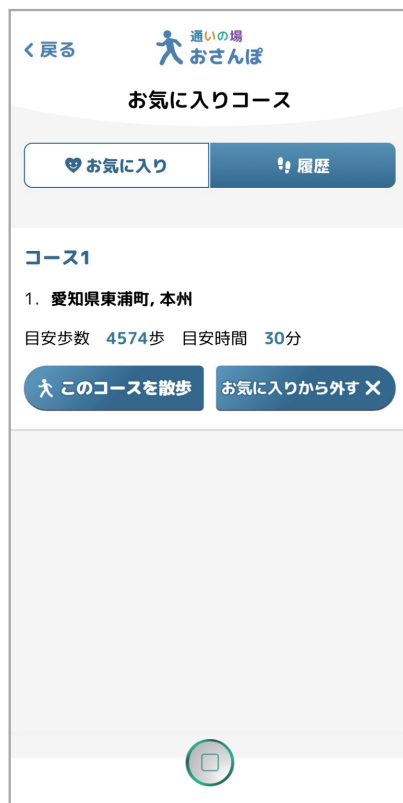 戻る
通いの場
おさんぽ
お気に入りコース
お気に入り
履歴
コース1
1. 愛知県東浦町, 本州
目安歩数 4574歩 目安時間 30分
このコースを散歩
お気に入りから外す